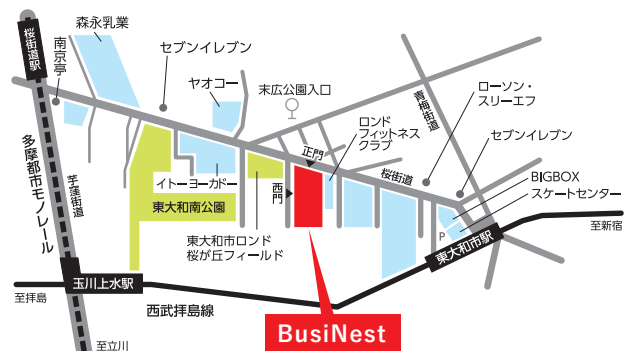 桜街道駅
森永乳業
南京亭
セブンイレブン
ヤオコー
末広公園入口
ロンド
フィットネス
クラブ
正門
青梅街道
ローソン・
スリーエフ
セブンイレブン
BIGBOX
スケートセンター
桜街道
多摩都市モノレール
芋窪街道
イトーヨーカドー
西門
東大和南公園
東大和市ロンド
桜が丘フィールド
P
東大和市駅
至新宿
玉川上水駅
至拝島
西武拝島線
至立川
BusiNest